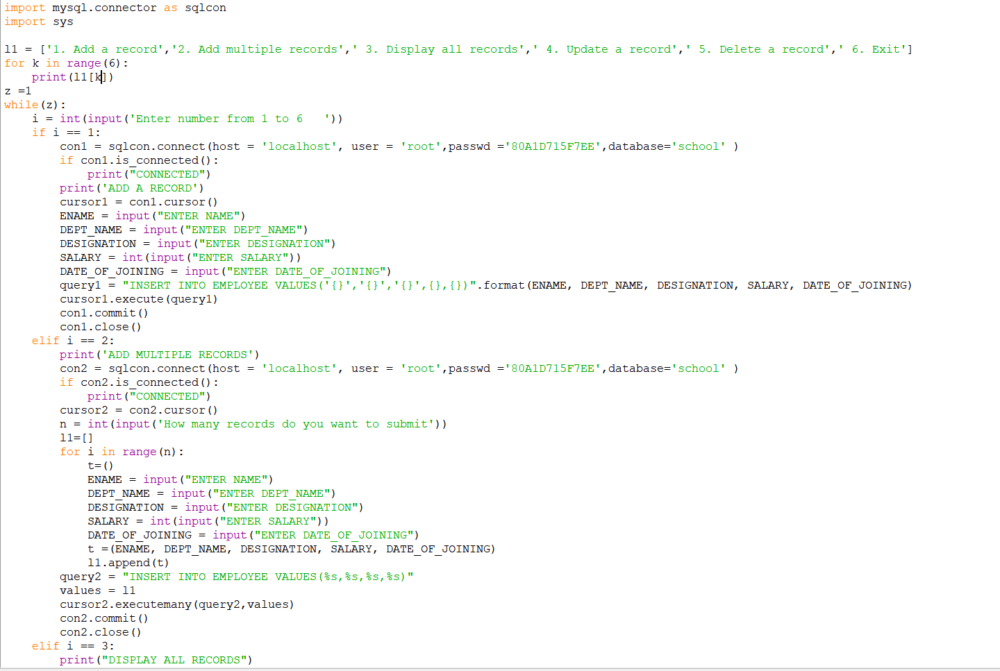 import mysql.connector as sqlcon
import sys

l1 = ['1. Add a record','2. Add multiple records',' 3. Display all records',' 4. Update a record',' 5. Delete a record',' 6. Exit']
for k in range(6):
    print(l1[k])
z =1
while(z):
    i = int(input('Enter number from 1 to 6   '))
    if i == 1:
        con1 = sqlcon.connect(host = 'localhost', user = 'root',passwd ='80A1D715F7EE',database='school' )
        if con1.is_connected():
            print("CONNECTED")
        print('ADD A RECORD')
        cursor1 = con1.cursor()
        ENAME = input("ENTER NAME")
        DEPT_NAME = input("ENTER DEPT_NAME")
        DESIGNATION = input("ENTER DESIGNATION")
        SALARY = int(input("ENTER SALARY"))
        DATE_OF_JOINING = input("ENTER DATE_OF_JOINING")
        query1 = "INSERT INTO EMPLOYEE VALUES('{}','{}','{}',{},{})".format(ENAME, DEPT_NAME, DESIGNATION, SALARY, DATE_OF_JOINING)
        cursor1.execute(query1)
        con1.commit()
        con1.close()
    elif i == 2:
        print('ADD MULTIPLE RECORDS')
        con2 = sqlcon.connect(host = 'localhost', user = 'root',passwd ='80A1D715F7EE',database='school' )
        if con2.is_connected():
            print("CONNECTED")
        cursor2 = con2.cursor()
        n = int(input('How many records do you want to submit'))
        l1=[]
        for i in range(n):
            t=()
            ENAME = input("ENTER NAME")
            DEPT_NAME = input("ENTER DEPT_NAME")
            DESIGNATION = input("ENTER DESIGNATION")
            SALARY = int(input("ENTER SALARY"))
            DATE_OF_JOINING = input("ENTER DATE_OF_JOINING")
            t =(ENAME, DEPT_NAME, DESIGNATION, SALARY, DATE_OF_JOINING)
            l1.append(t)
        query2 = "INSERT INTO EMPLOYEE VALUES(%s,%s,%s,%s)"
        values = l1
        cursor2.executemany(query2,values)
        con2.commit()
        con2.close()
    elif i == 3:
        print("DISPLAY ALL RECORDS")